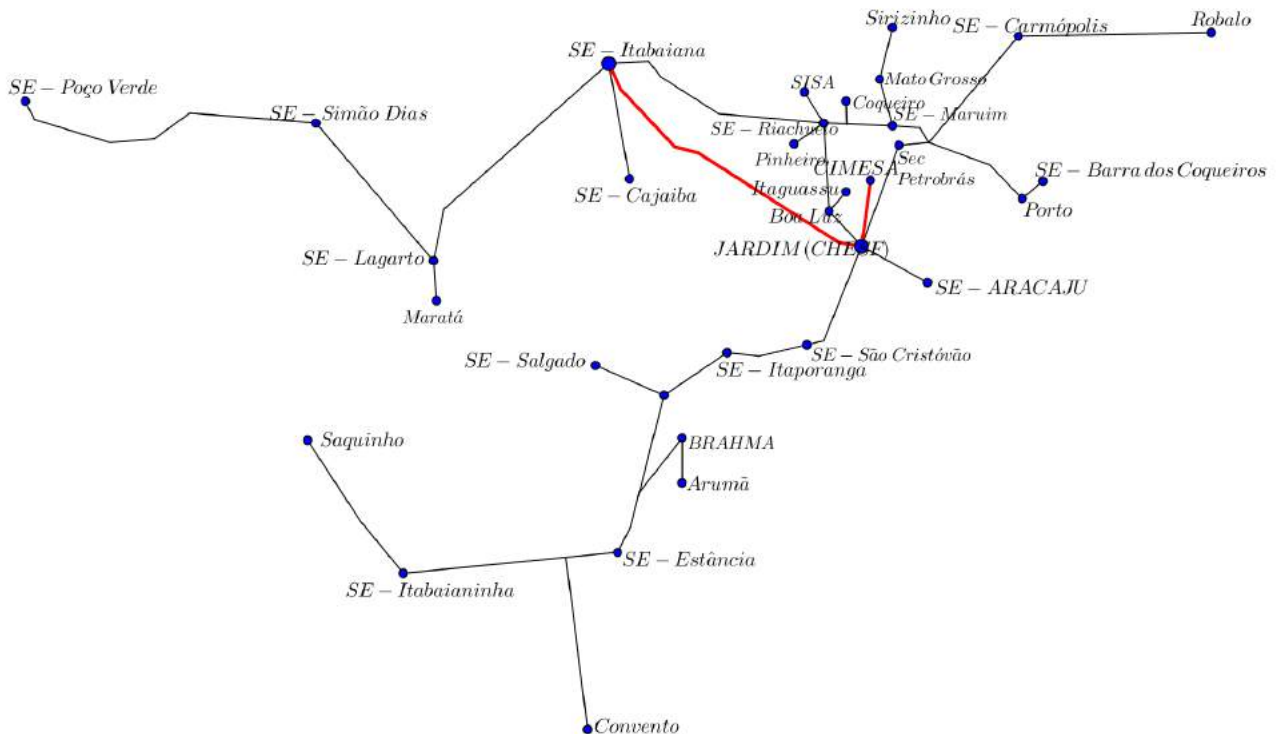 Sirizinho
SE – Carmópolis
Robalo
SE – Itabaiana
SE – Poço Verde
SISA
Mato Grosso
Coqueiro
SE – Simão Dias
SE – Maruim
SE – Riachuelo
Pinheiro
Sec
Petrobrás
CIMESA
SE – Barra dos Coqueiros
SE – Cajaiba
Itaguassu
Porto
Boa Luz
JARDIM (CHESF)
SE – Lagarto
SE – ARACAJU
Maratá
SE – Salgado
SE – São Cristóvão
SE – Itaporanga
Saquinho
BRAHMA
Arumã
SE – Estância
SE – Itabaianinha
Convento